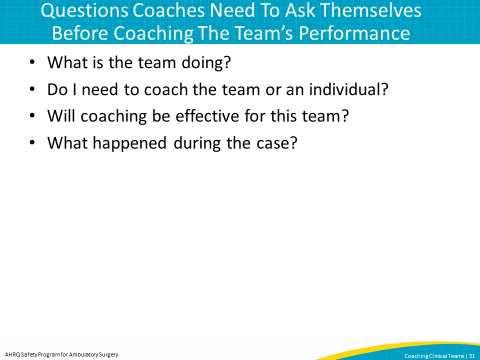 Questions Coaches Need To Ask Themselves
Before Coaching The Team's Performance
• What is the team doing?
• Do I need to coach the team or an individual?
• Will coaching be effective for this team?
• What happened during the case?
AHRQ Safety Program for Ambulatory Surgery
Coaching Clinical Teams | 31